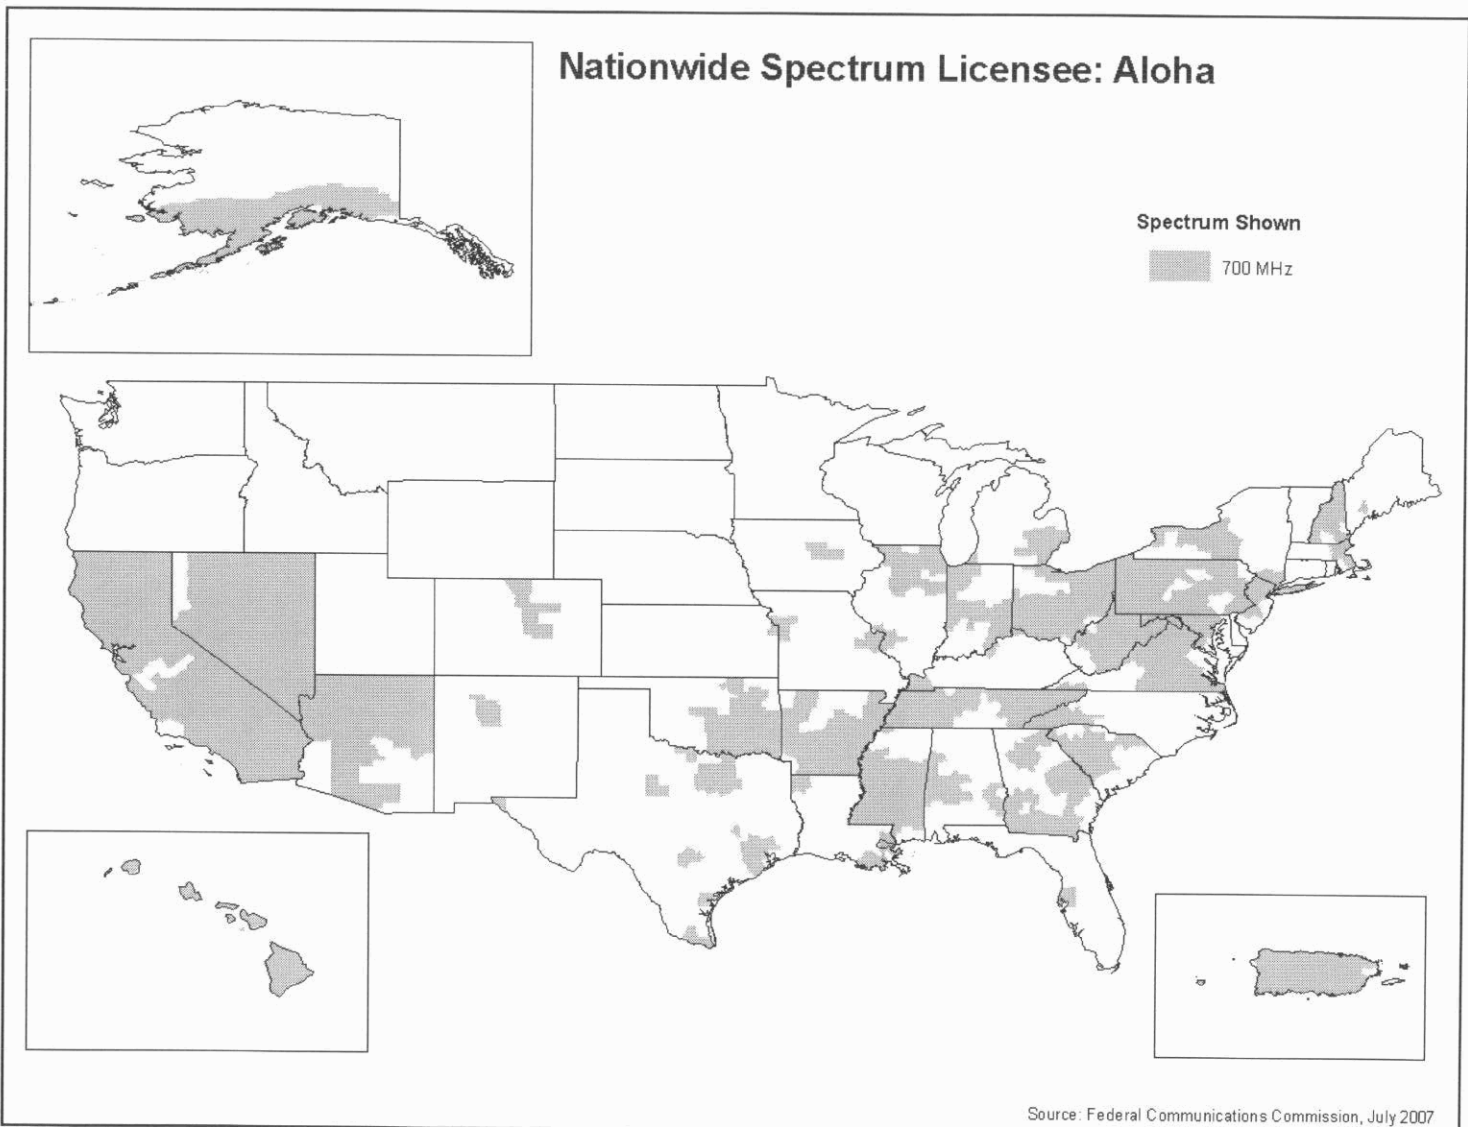 Nationwide Spectrum Licensee: Aloha
Spectrum Shown
700 MHz
Source: Federal Communications Commission, July 2007